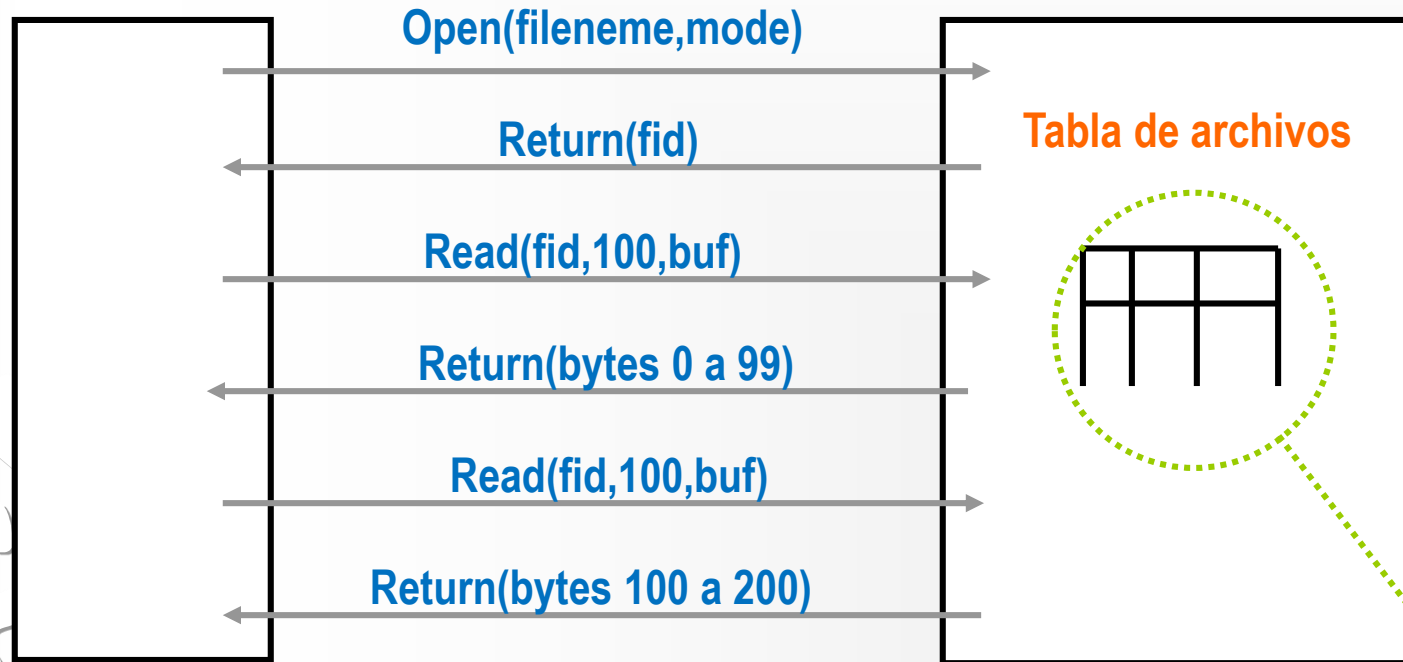 Open(fileneme,mode)
Return(fid)
Tabla de archivos
Read(fid,100,buf)
Return(bytes 0 a 99)
Read(fid,100,buf)
Return(bytes 100 a 200)